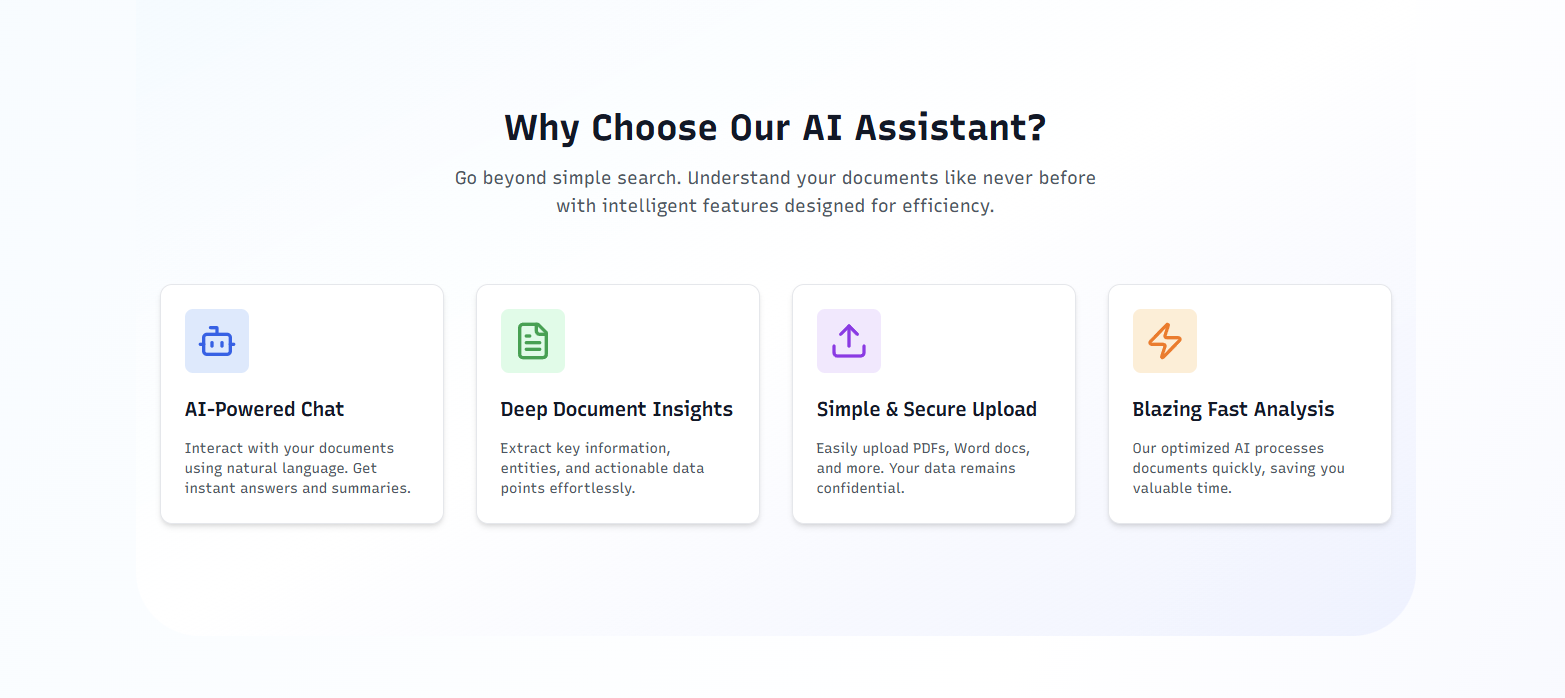 Why Choose Our AI Assistant?
Go beyond simple search. Understand your documents like never before
with intelligent features designed for efficiency.
AI-Powered Chat
Interact with your documents
using natural language. Get
instant answers and summaries.
Deep Document Insights
Extract key information,
entities, and actionable data
points effortlessly.
Simple & Secure Upload
Easily upload PDFs, Word docs,
and more. Your data remains
confidential.
Blazing Fast Analysis
Our optimized AI processes
documents quickly, saving you
valuable time.